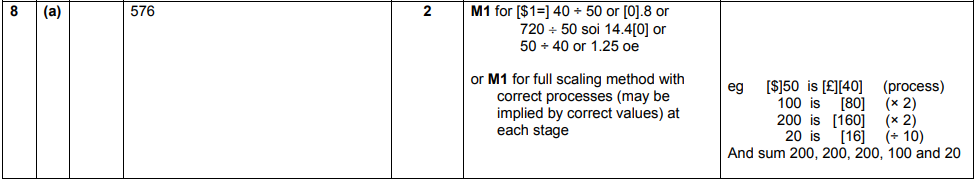 8 (a) 576 2 M1 for [$1=] 40 ÷ 50 or [0].8 or
720 ÷ 50 soi 14.4[0] or
50 ÷ 40 or 1.25 oe
or M1 for full scaling method with
correct processes (may be
implied by correct values) at
each stage
eg [$]50 is [£][40] (process)
100 is [80] (× 2)
200 is [160] (× 2)
20 is [16] (÷ 10)
And sum 200, 200, 200, 100 and 20